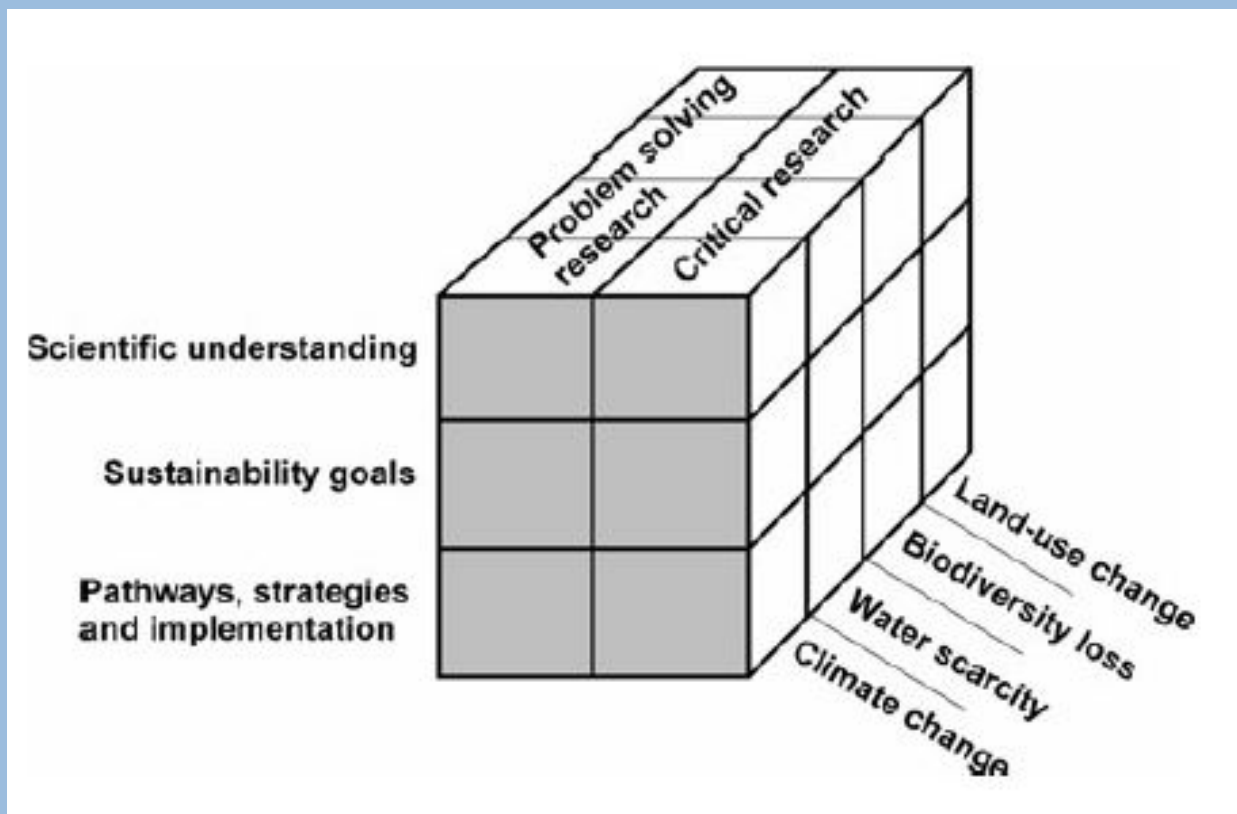 Problem solving
research
Critical research
Scientific understanding
Sustainability goals
Pathways, strategies
and implementation
Land-use change
Biodiversity loss
Water scarcity
Climate change